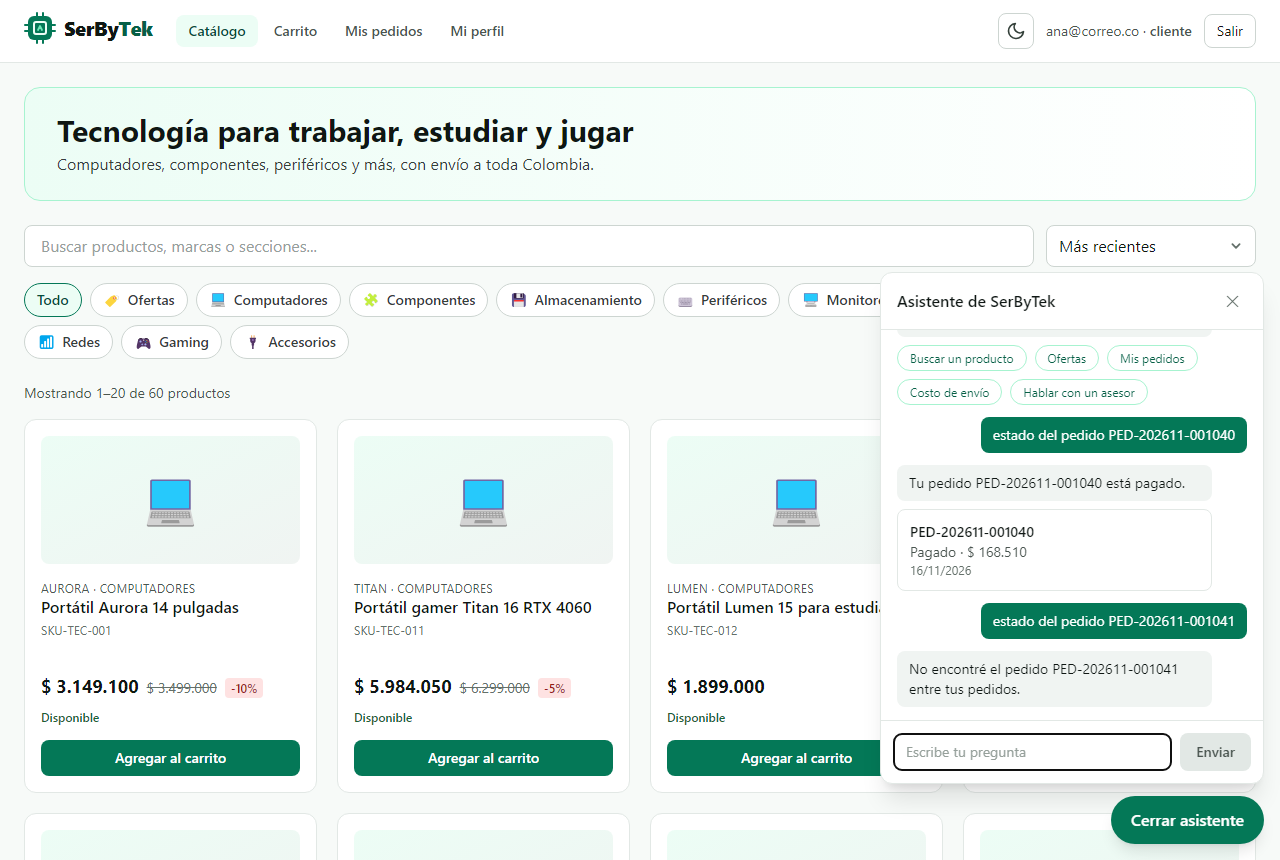 SerByTek
Catálogo
Carrito
Mis pedidos
Mi perfil
ana@correo.co · cliente
Salir
Tecnología para trabajar, estudiar y jugar
Computadores, componentes, periféricos y más, con envío a toda Colombia.
Buscar productos, marcas o secciones...
Más recientes
Todo
Ofertas
Computadores
Componentes
Almacenamiento
Periféricos
Redes
Gaming
Accesorios
Mostrando 1–20 de 60 productos
AURORA · COMPUTADORES
Portátil Aurora 14 pulgadas
SKU-TEC-001
$ 3.149.100 $ 3.499.000 -10%
Disponible
Agregar al carrito
TITAN · COMPUTADORES
Portátil gamer Titan 16 RTX 4060
SKU-TEC-011
$ 5.984.050 $ 6.299.000 -5%
Disponible
Agregar al carrito
LUMEN · COMPUTADORES
Portátil Lumen 15 para
SKU-TEC-012
$ 1.899.000
Disponible
Agregar al carrito
Asistente de SerByTek
Buscar un producto
Ofertas
Mis pedidos
Costo de envío
Hablar con un asesor
estado del pedido PED-202611-001040
Tu pedido PED-202611-001040 está pagado.
PED-202611-001040
Pagado · $ 168.510
16/11/2026
estado del pedido PED-202611-001041
No encontré el pedido PED-202611-001041
entre tus pedidos.
Escribe tu pregunta
Enviar
Cerrar asistente